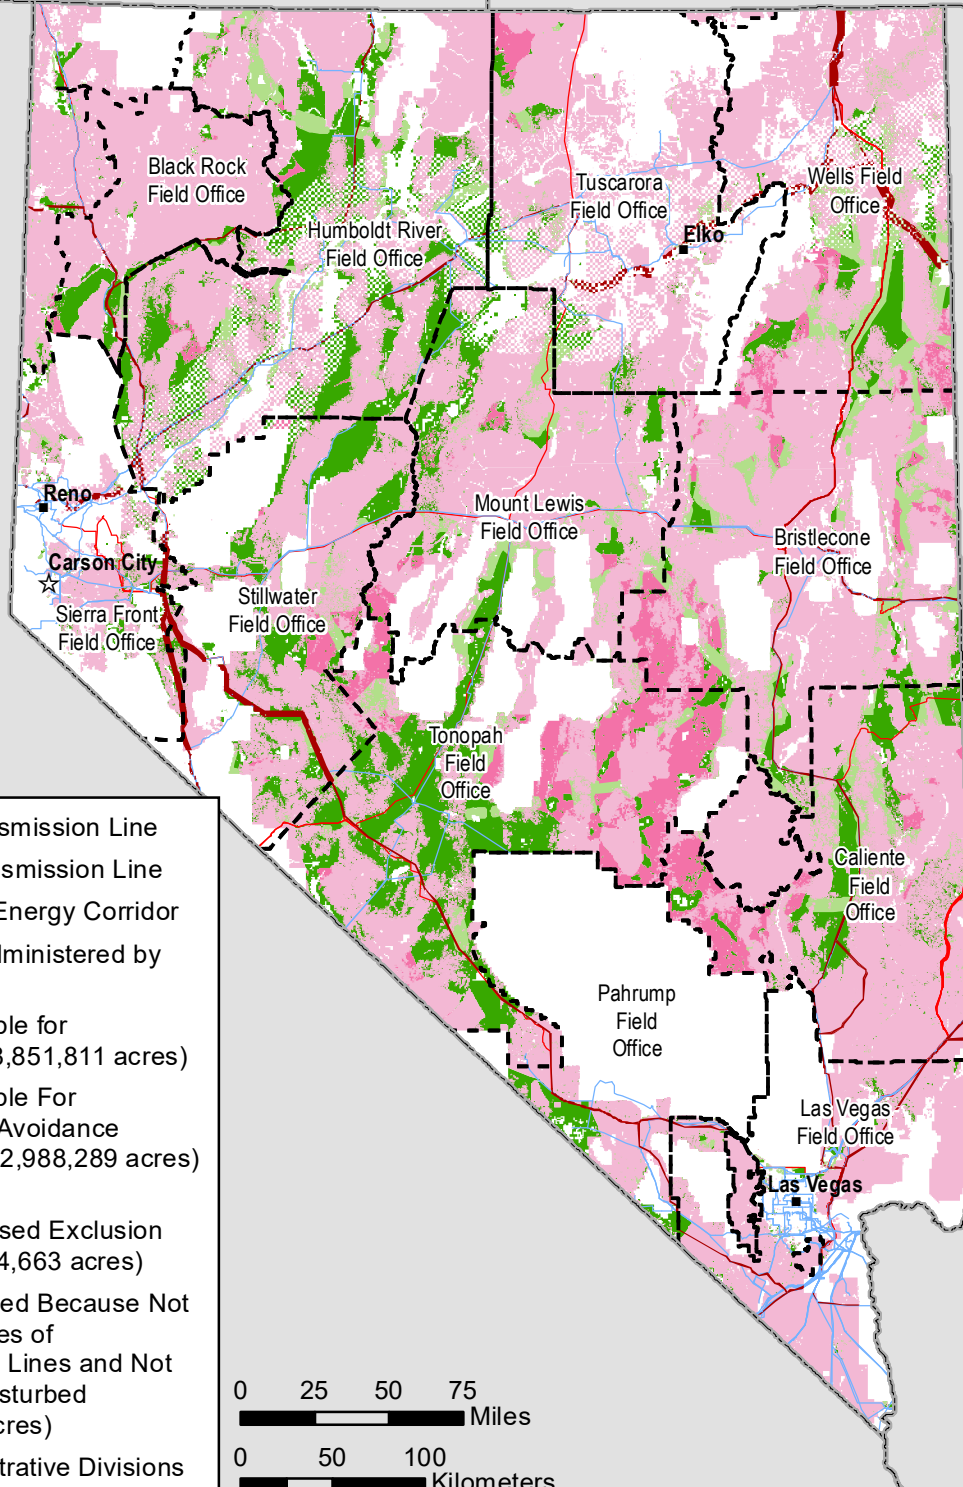 Black Rock
Field Office
Tuscarora
Field Office
Wells Field
Office
Humboldt River
Field Office
Elko
Reno
Mount Lewis
Field Office
Bristlecone
Field Office
Carson City
Stillwater
Field Office
Sierra Front
Field Office
Tonopah
Field
Office
smission Line
smission Line
Energy Corridor
dministered by
ble for
8,851,811 acres)
ble For
Avoidance
2,988,289 acres)
sed Exclusion
4,663 acres)
ed Because Not
es of
Lines and Not
sturbed
cres)
trative Divisions
Caliente
Field
Office
Pahrump
Field
Office
Las Vegas
Field Office
Las Vegas
0 25 50 75
Miles
0 50 100
Kilometers